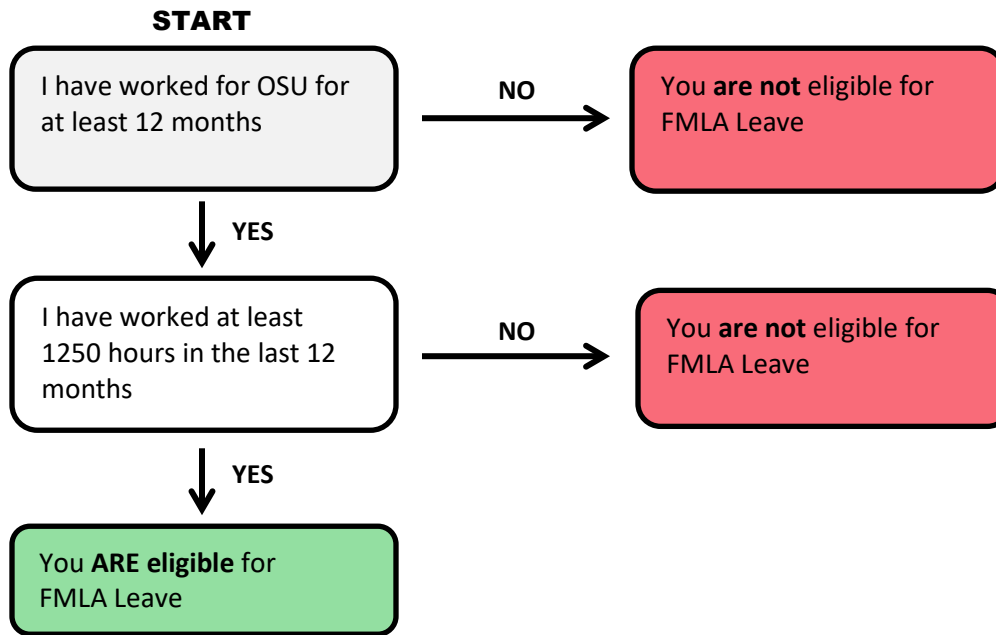 START
I have worked for OSU for
at least 12 months
NO
You are not eligible for
FMLA Leave
YES
I have worked at least
1250 hours in the last 12
months
NO
You are not eligible for
FMLA Leave
YES
You ARE eligible for
FMLA Leave